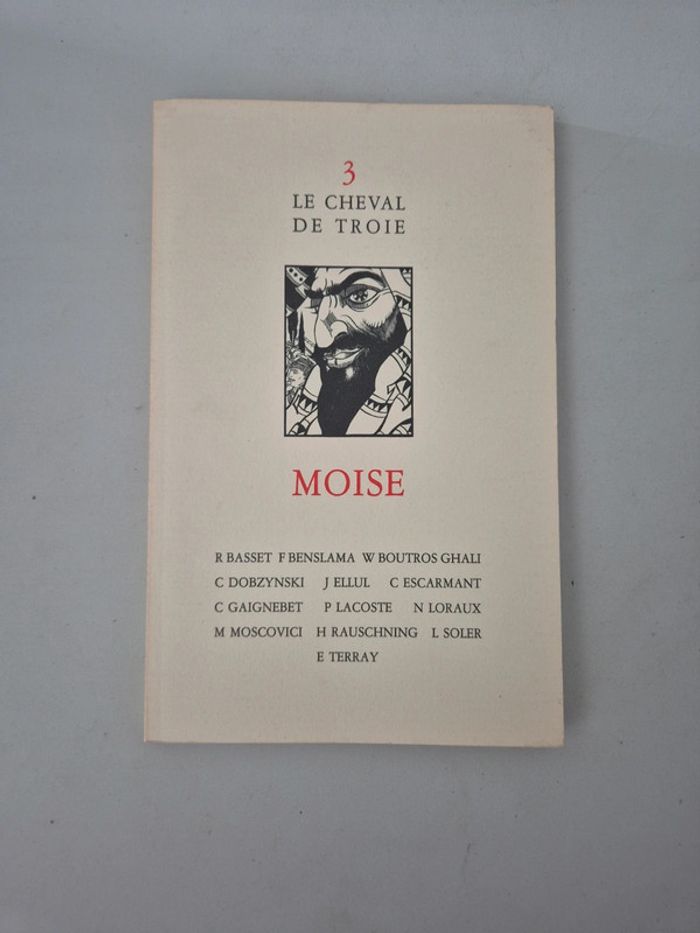 3
LE CHEVAL
DE TROIE
MOISE
R BASSET F BENSLAMA W BOUTROS GHALI
C DOBZYNSKI J ELLUL C ESCARMANT
C GAIGNEBET P LACOSTE N LORAUX
M MOSCOVICI H RAUSCHNING L SOLER
E TERRAY